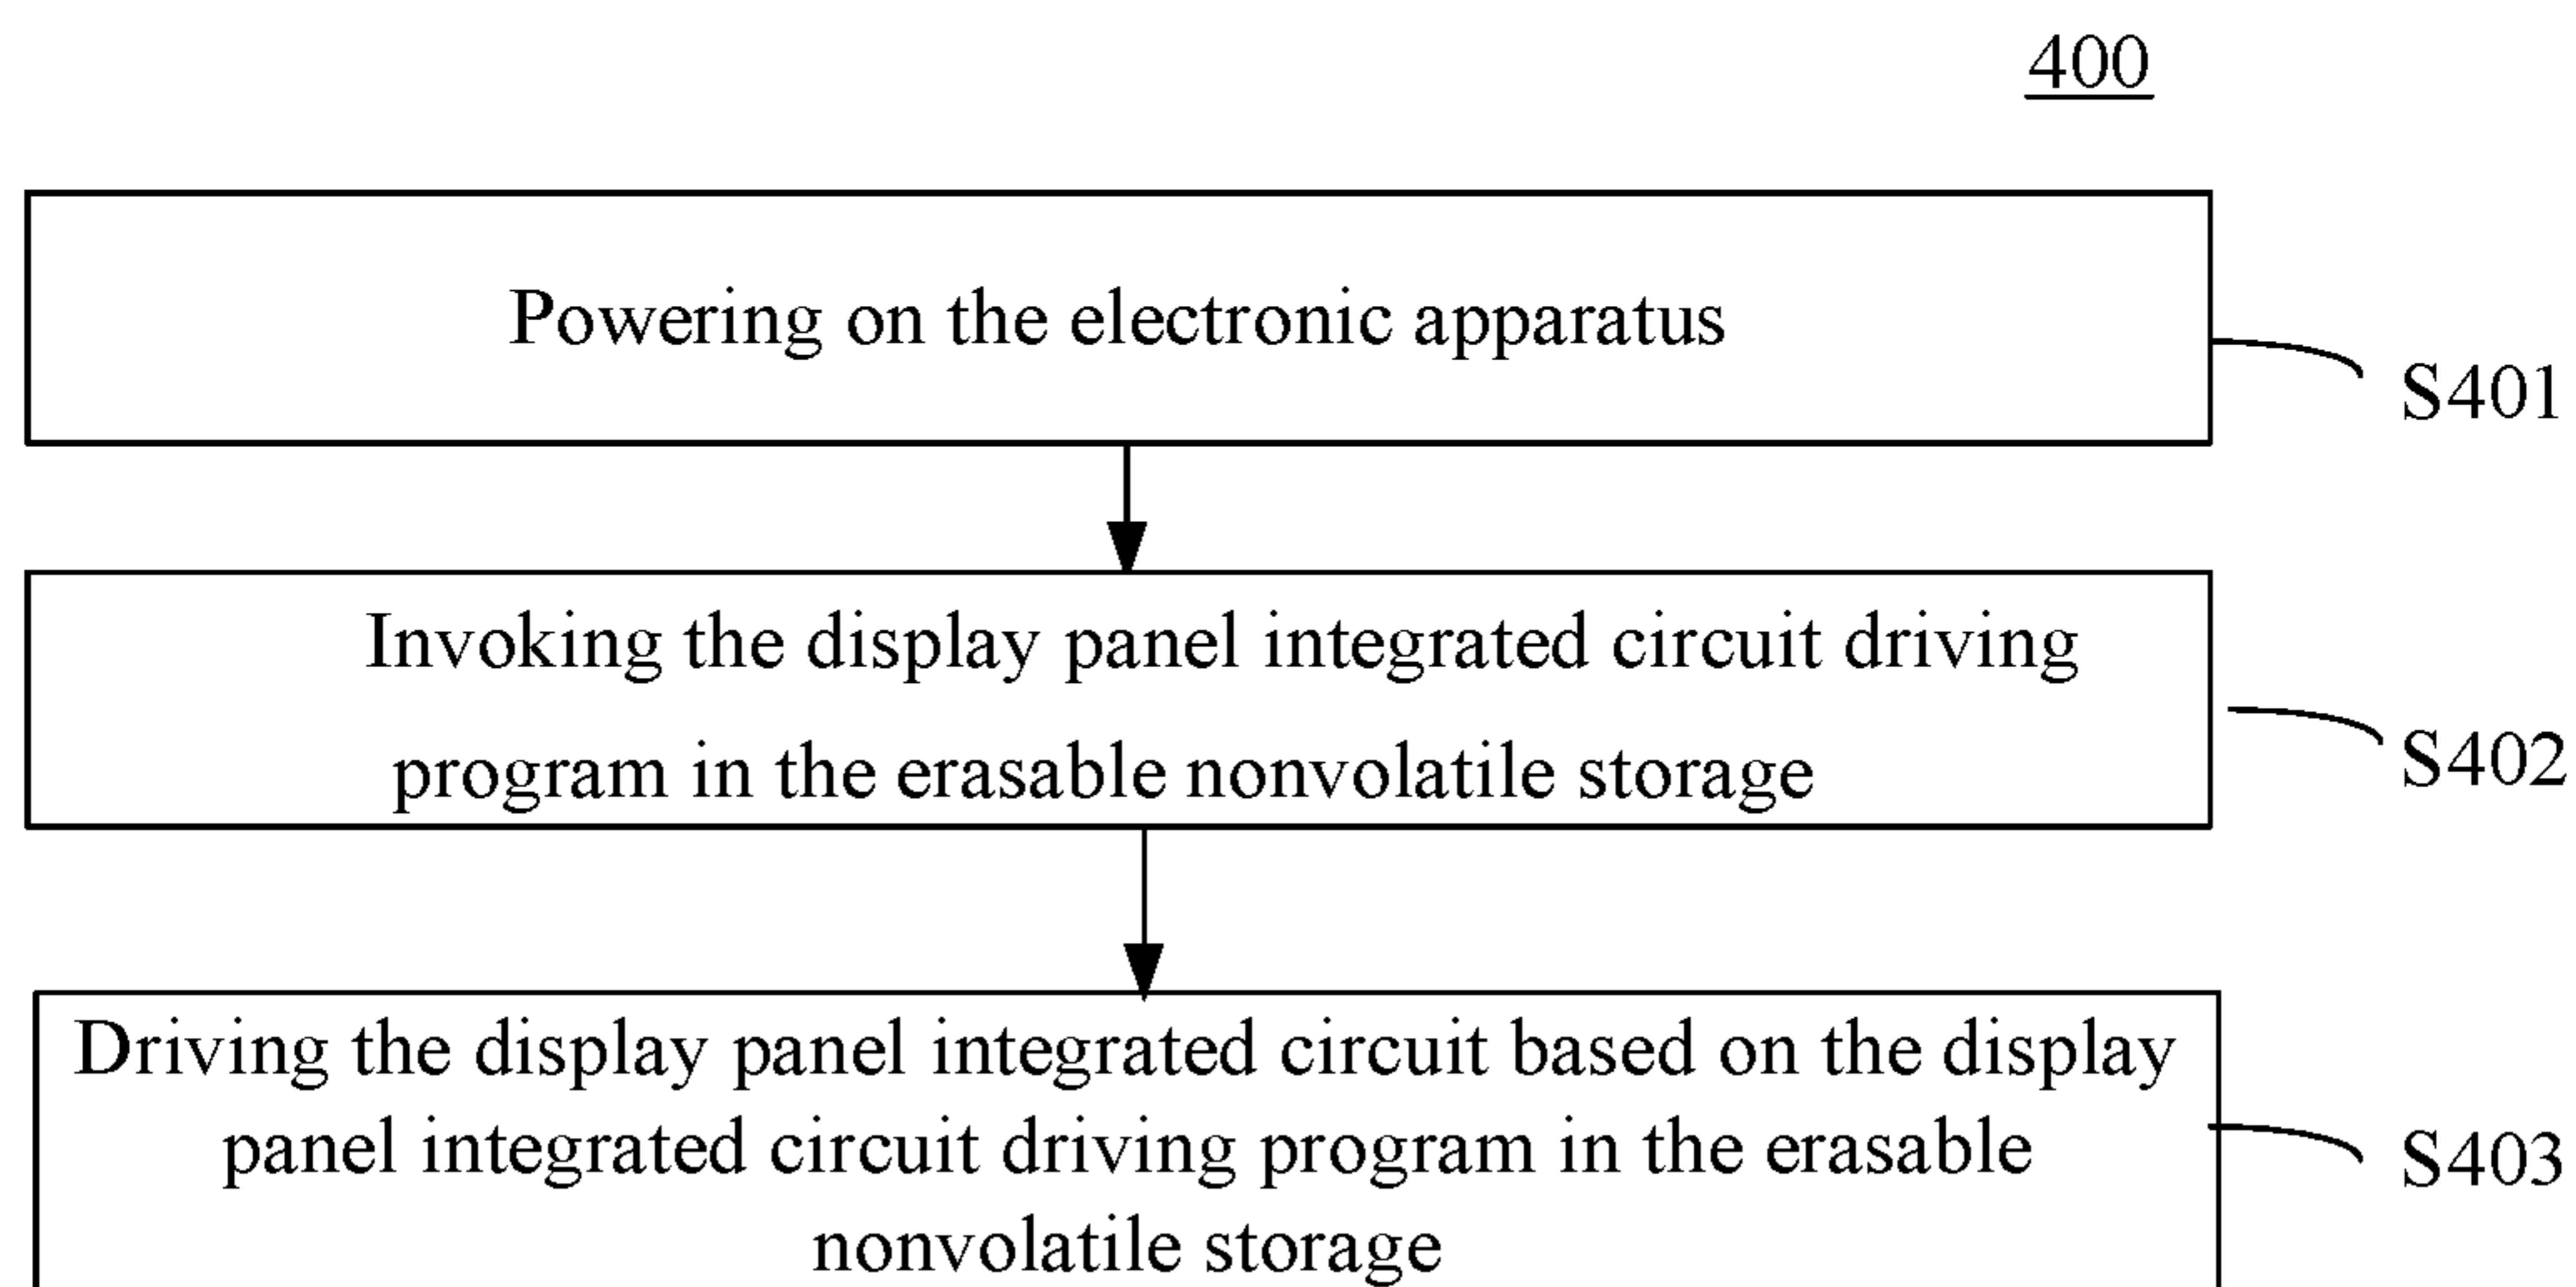 400
Powering on the electronic apparatus
S401
Invoking the display panel integrated circuit driving
program in the erasable nonvolatile storage
S402
Driving the display panel integrated circuit based on the display
panel integrated circuit driving program in the erasable
nonvolatile storage
S403